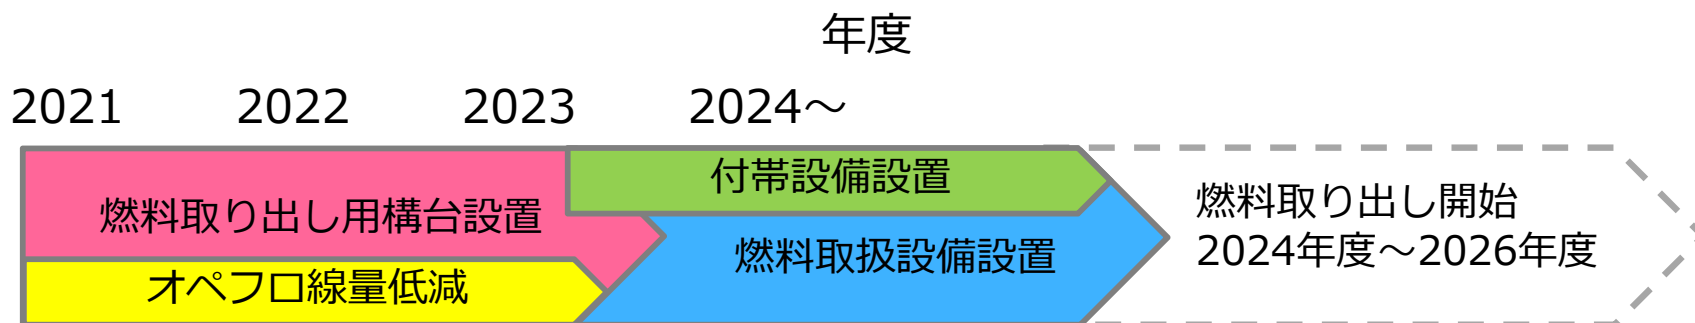 年度
2021 2022 2023 2024～
付帯設備設置
燃料取り出し用構台設置
燃料取扱設備設置
オペフロ線量低減
燃料取り出し開始
2024年度～2026年度